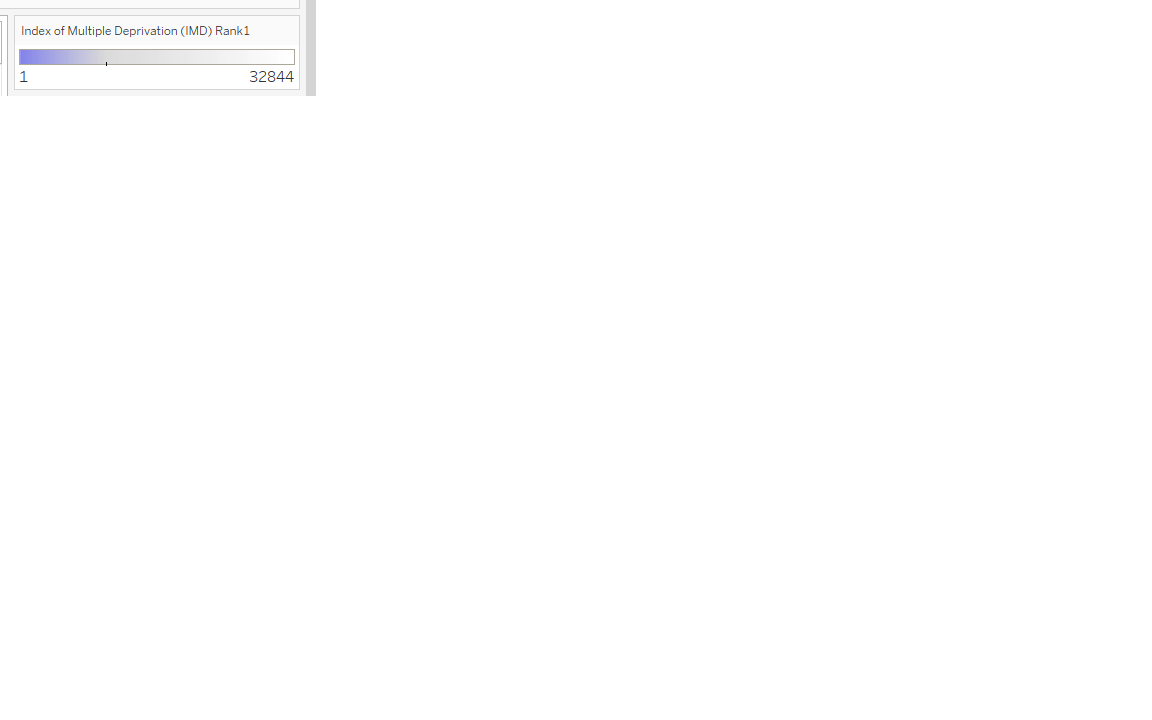 Index of Multiple Deprivation (IMD) Rank1
1 32844